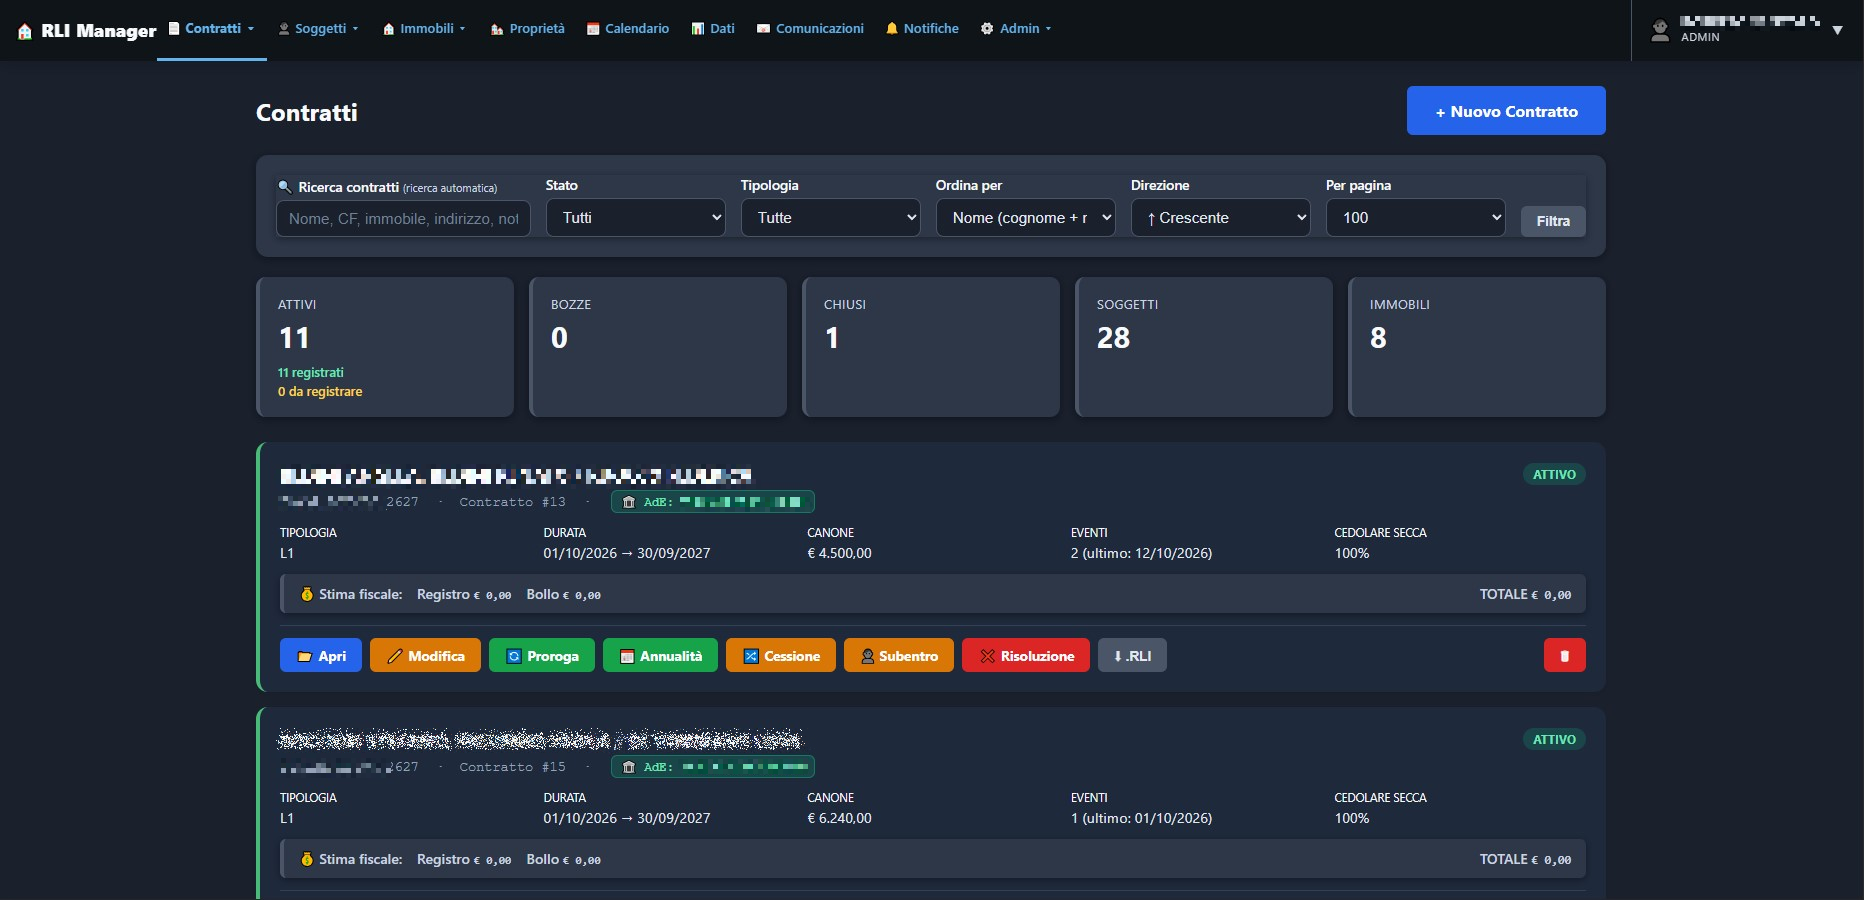 RLI Manager Contratti Soggetti Immobili Proprietà Calendario Dati Comunicazioni Notifiche Admin
ADMIN
Contratti
+ Nuovo Contratto
Ricerca contratti (ricerca automatica) Stato Tipologia Ordina per Direzione Per pagina
Nome, CF, immobile, indirizzo, not Tutti Tutte Nome (cognome + r ↑ Crescente 100 Filtra
ATTIVI BOZZE CHIUSI SOGGETTI IMMOBILI
11 0 1 28 8
11 registrati
0 da registrare
ATTIVO
2627 · Contratto #13 · AdE:
TIPOLOGIA DURATA CANONE EVENTI CEDOLARE SECCA
L1 01/10/2026 → 30/09/2027 € 4.500,00 2 (ultimo: 12/10/2026) 100%
Stima fiscale: Registro € 0,00 Bollo € 0,00 TOTALE € 0,00
Apri Modifica Proroga Annualità Cessione Subentro Risoluzione ⬇ .RLI
ATTIVO
2627 · Contratto #15 · AdE:
TIPOLOGIA DURATA CANONE EVENTI CEDOLARE SECCA
L1 01/10/2026 → 30/09/2027 € 6.240,00 1 (ultimo: 01/10/2026) 100%
Stima fiscale: Registro € 0,00 Bollo € 0,00 TOTALE € 0,00